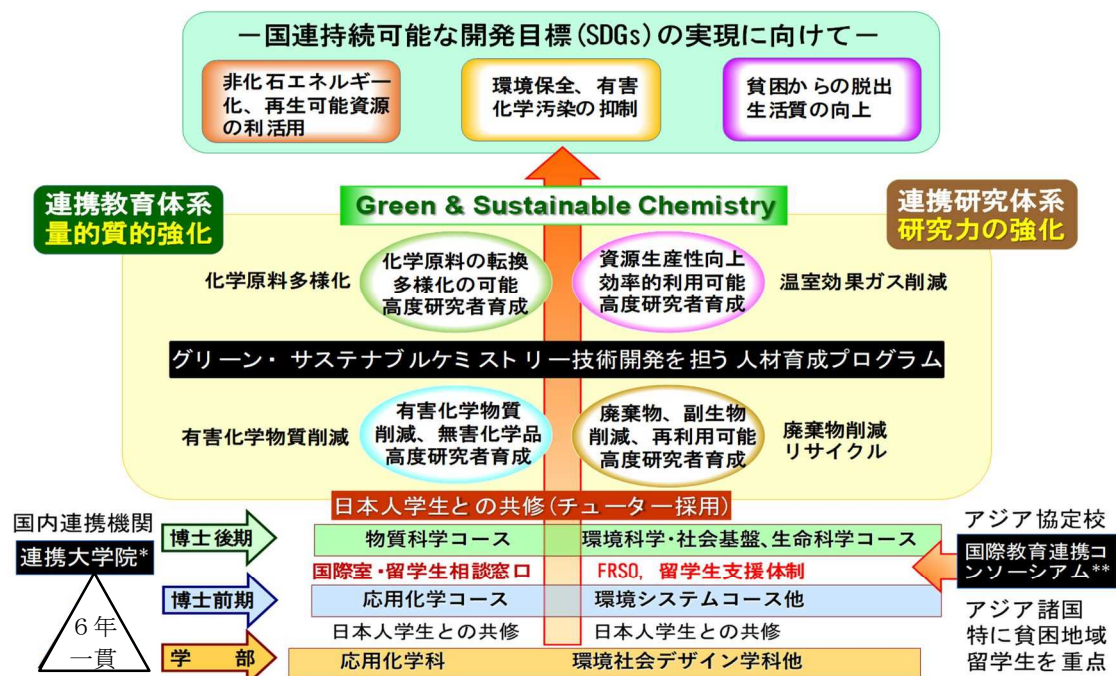 －国連持続可能な開発目標(SDGs)の実現に向けて－
非化石エネルギー
化、再生可能資源
の利活用
環境保全、有害
化学汚染の抑制
貧困からの脱出
生活質の向上
連携教育体系
量的質的強化
Green & Sustainable Chemistry
連携研究体系
研究力の強化
化学原料多様化
化学原料の転換
多様化の可能
高度研究者育成
資源生産性向上
効率的利用可能
高度研究者育成
温室効果ガス削減
グリーン・サステナブルケミストリー技術開発を担う人材育成プログラム
有害化学物質削減
有害化学物質
削減、無害化学品
高度研究者育成
廃棄物、副生物
削減、再利用可能
高度研究者育成
廃棄物削減
リサイクル
日本人学生との共修(チューター採用)
国内連携機関
連携大学院*
6年
一貫
博士後期
物質科学コース
環境科学・社会基盤、生命科学コース
国際室・留学生相談窓口
FRSO, 留学生支援体制
博士前期
応用化学コース
環境システムコース他
日本人学生との共修
日本人学生との共修
学 部
応用化学科
環境社会デザイン学科他
アジア協定校
国際教育連携コ
ンソーシアム**
アジア諸国
特に貧困地域
留学生を重点